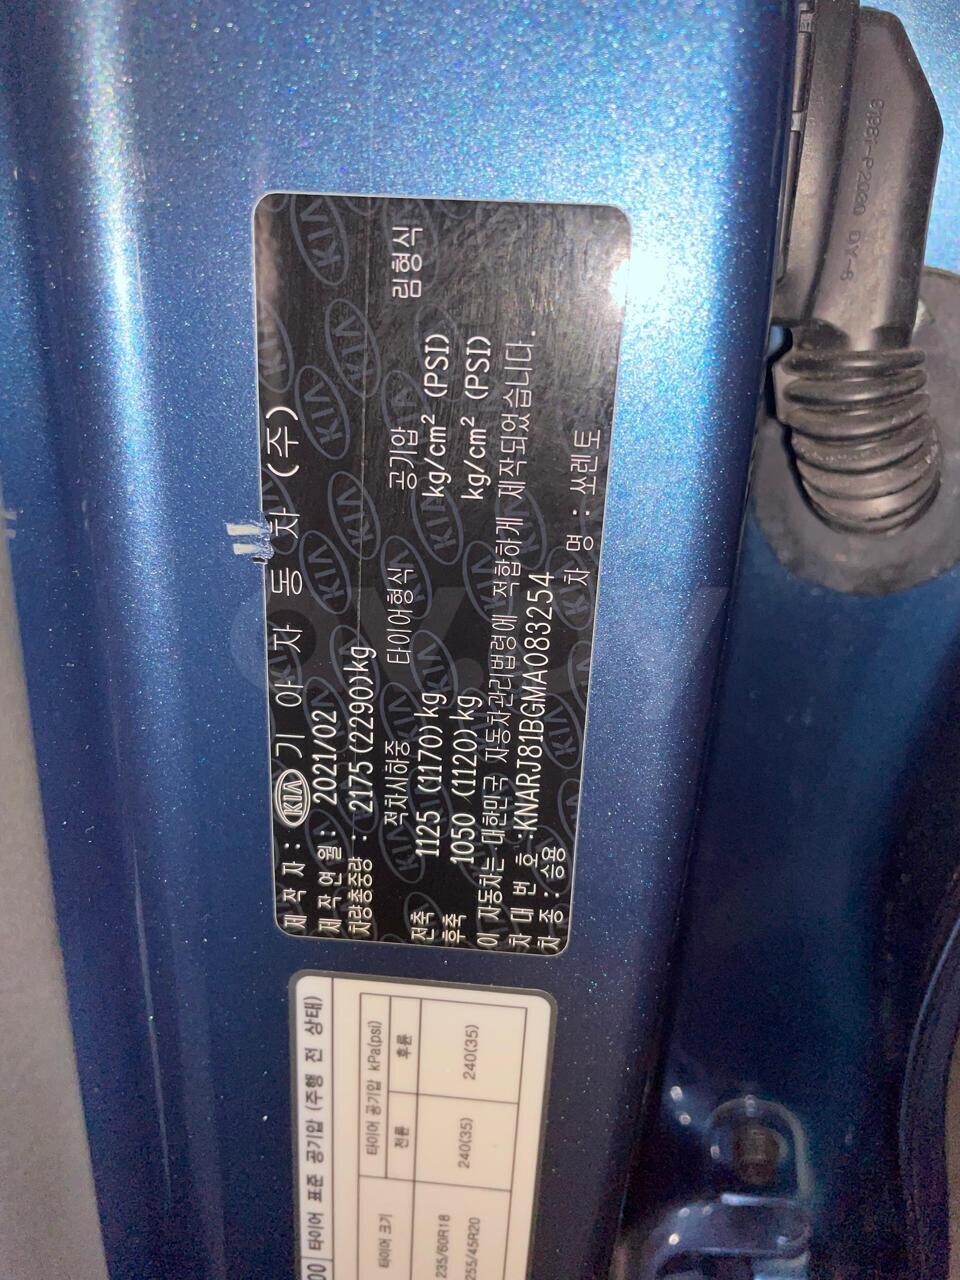 제 작 자 : KIA 기 아 자 동 차 (주)
제 작 연 월 : 2021/02
차량총중량 : 2175 (2290)kg
적차시하중 타이어형식 공기압 림형식
전축 1125 (1170)kg kg/cm² (PSI)
후축 1050 (1120)kg kg/cm² (PSI)
이 자동차는 대한민국 자동차관리법령에 적합하게 제작되었습니다.
차 대 번 호 : KNARJ81BGMA083254
차 종 : 승용 차 명 : 쏘렌토
타이어 표준 공기압 (주행 전 상태)
타이어 크기 타이어 공기압 kPa(psi)
전륜 후륜
235/60R18 240(35) 240(35)
255/45R20